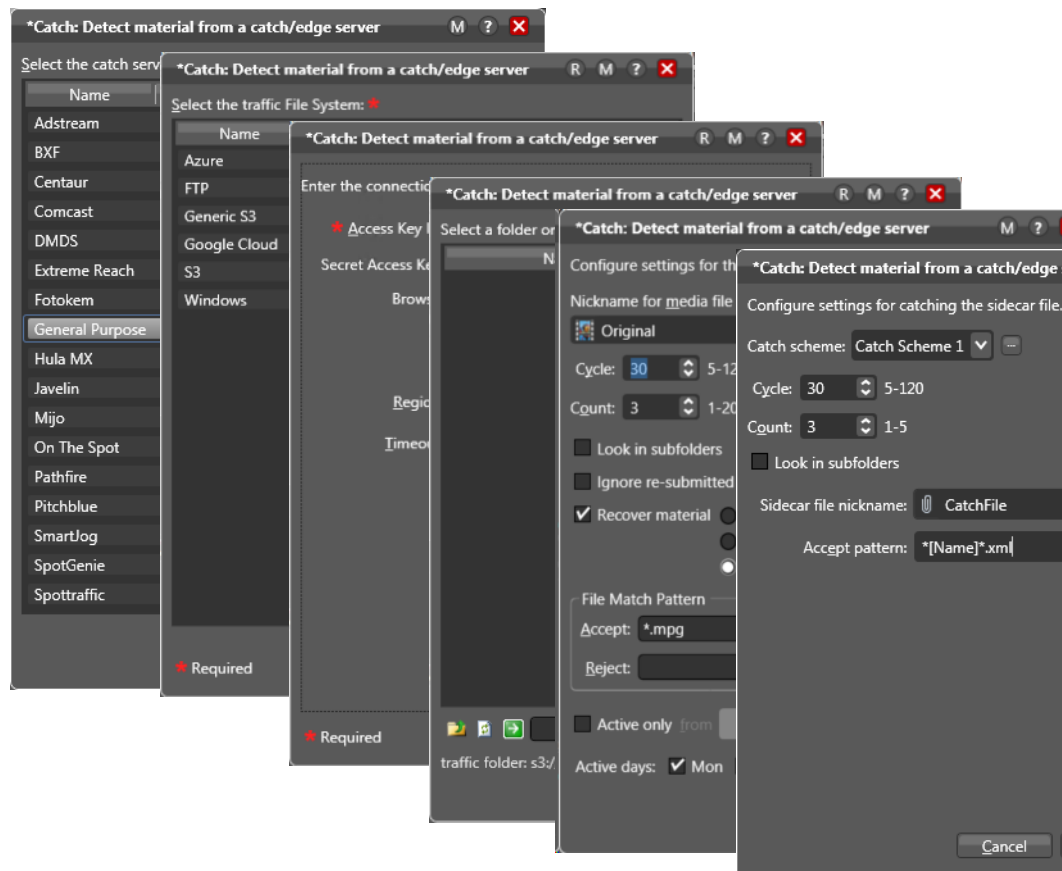 *Catch: Detect material from a catch/edge server M ?
Select the catch serv
Name
Adstream
BXF
Centaur
Comcast
DMDS
Extreme Reach
Fotokem
General Purpose
Hula MX
Javelin
Mijo
On The Spot
Pathfire
Pitchblue
SmartJog
SpotGenie
Spottraffic
*Catch: Detect material from a catch/edge server R M ?
Select the traffic File System: *
Name
Azure
FTP
Generic S3
Google Cloud
S3
Windows
* Required
*Catch: Detect material from a catch/edge server R M ?
Enter the connectio
* Access Key I
Secret Access Ke
Brows
Regio
Timeou
* Required
*Catch: Detect material from a catch/edge server R M ?
Select a folder or
N
traffic folder: s3:/
*Catch: Detect material from a catch/edge server M ?
Configure settings for th
Nickname for media file
Original
Cycle: 30 5-12
Count: 3 1-20
Look in subfolders
Ignore re-submitted
Recover material
File Match Pattern
Accept: *.mpg
Reject:
Active only from
Active days: Mon
*Catch: Detect material from a catch/edge
Configure settings for catching the sidecar file.
Catch scheme: Catch Scheme 1 ...
Cycle: 30 5-120
Count: 3 1-5
Look in subfolders
Sidecar file nickname: CatchFile
Accept pattern: *[Name]*.xml
Cancel